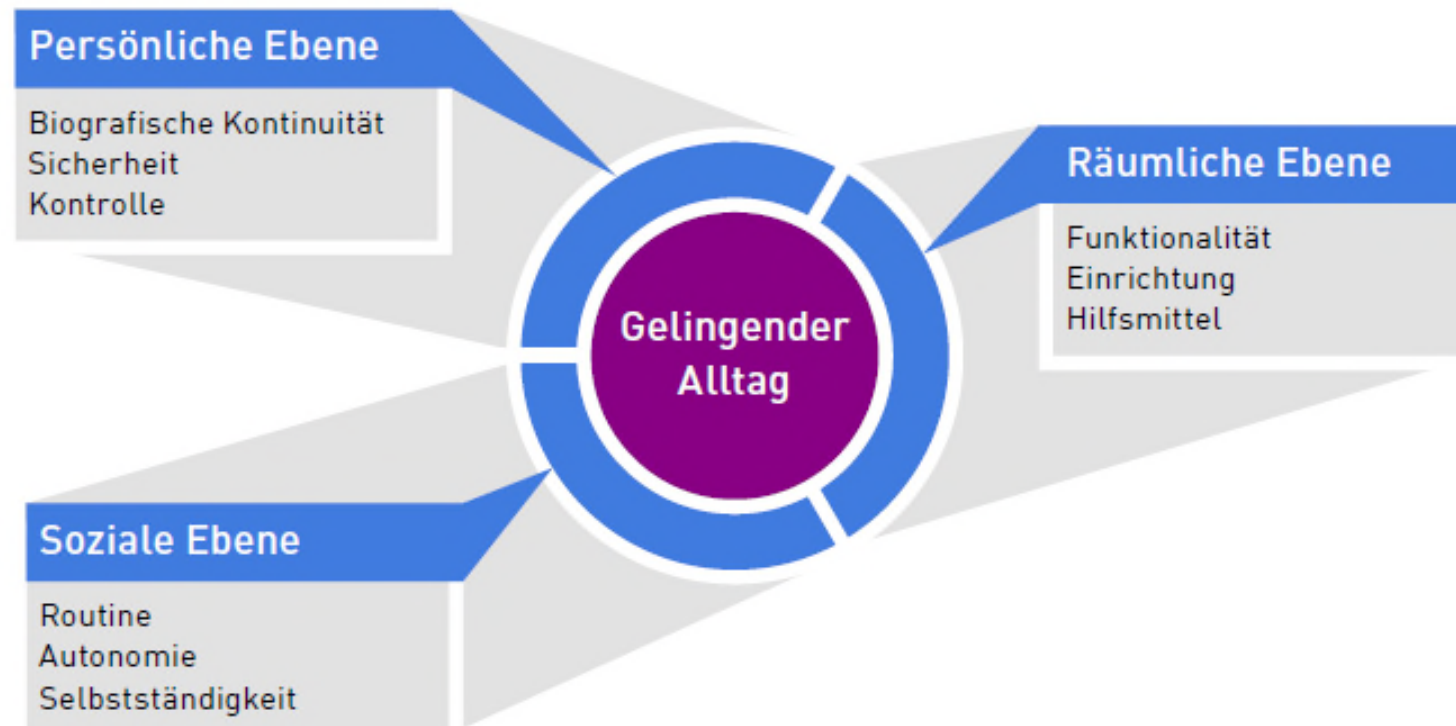 Persönliche Ebene
Biografische Kontinuität
Sicherheit
Kontrolle
Räumliche Ebene
Funktionalität
Einrichtung
Hilfsmittel
Gelingender
Alltag
Soziale Ebene
Routine
Autonomie
Selbstständigkeit